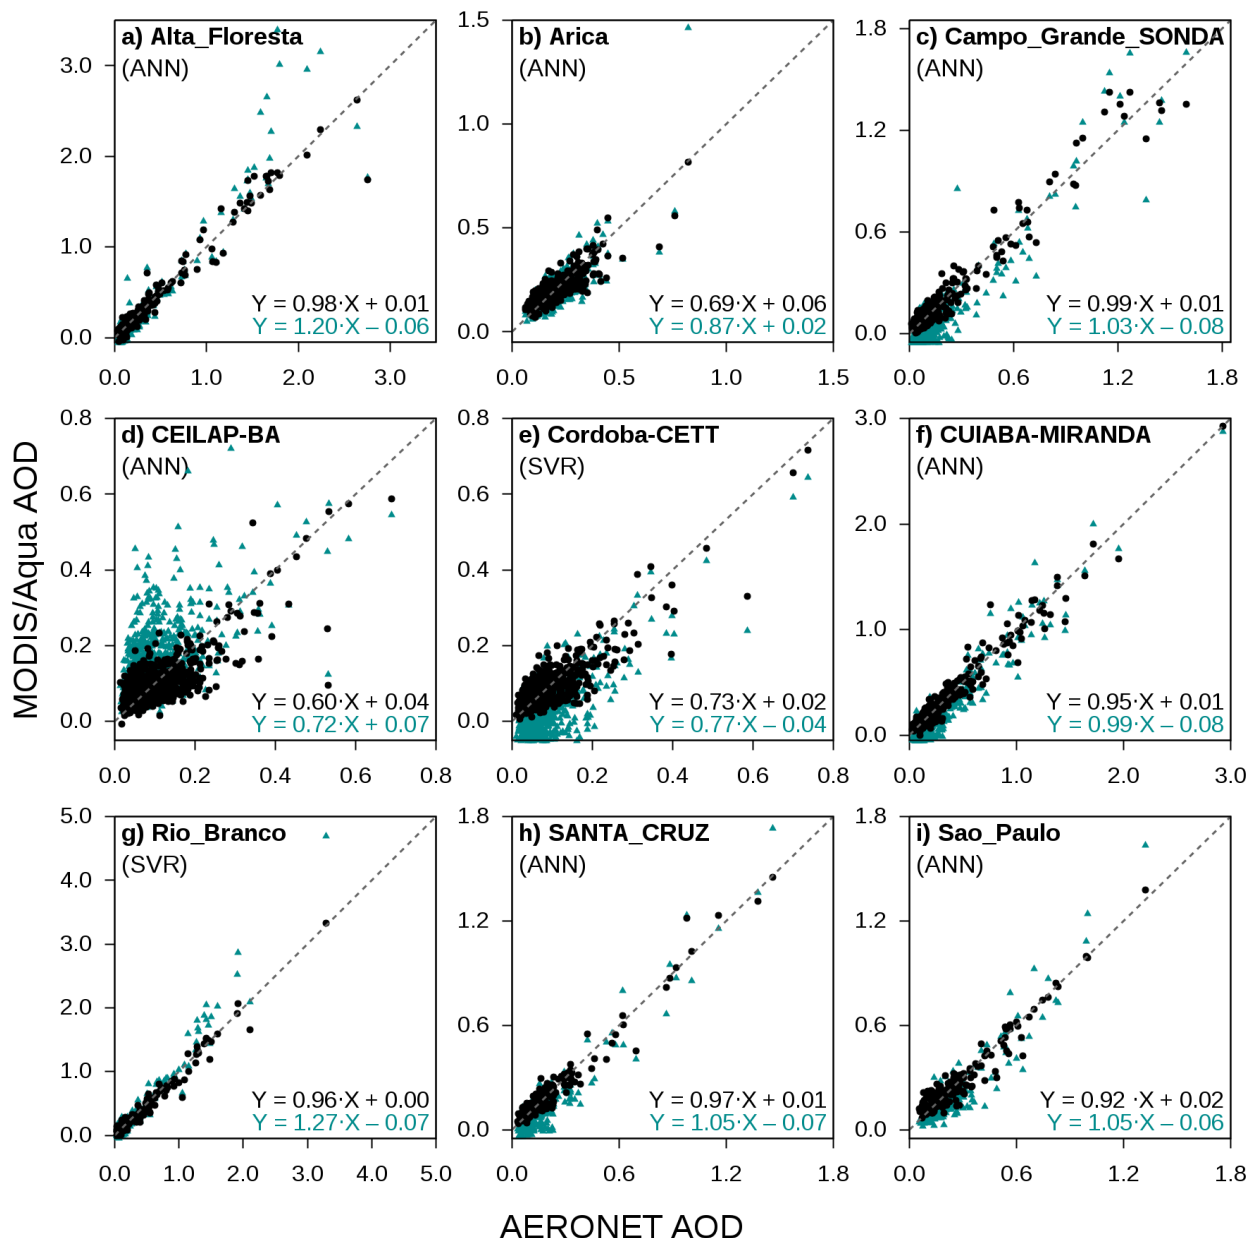 a) Alta_Floresta
(ANN)
3.0
2.0
1.0
0.0
Y = 0.98·X + 0.01
Y = 1.20·X – 0.06
0.0 1.0 2.0 3.0
b) Arica
(ANN)
1.5
1.0
0.5
0.0
Y = 0.69·X + 0.06
Y = 0.87·X + 0.02
0.0 0.5 1.0 1.5
c) Campo_Grande_SONDA
(ANN)
1.8
1.2
0.6
0.0
Y = 0.99·X + 0.01
Y = 1.03·X – 0.08
0.0 0.6 1.2 1.8
MODIS/Aqua AOD
d) CEILAP-BA
(ANN)
0.8
0.6
0.4
0.2
0.0
Y = 0.60·X + 0.04
Y = 0.72·X + 0.07
0.0 0.2 0.4 0.6 0.8
e) Cordoba-CETT
(SVR)
0.8
0.6
0.4
0.2
0.0
Y = 0.73·X + 0.02
Y = 0.77·X – 0.04
0.0 0.2 0.4 0.6 0.8
f) CUIABA-MIRANDA
(ANN)
3.0
2.0
1.0
0.0
Y = 0.95·X + 0.01
Y = 0.99·X – 0.08
0.0 1.0 2.0 3.0
g) Rio_Branco
(SVR)
5.0
4.0
3.0
2.0
1.0
0.0
Y = 0.96·X + 0.00
Y = 1.27·X – 0.07
0.0 1.0 2.0 3.0 4.0 5.0
h) SANTA_CRUZ
(ANN)
1.8
1.2
0.6
0.0
Y = 0.97·X + 0.01
Y = 1.05·X – 0.07
0.0 0.6 1.2 1.8
i) Sao_Paulo
(ANN)
1.8
1.2
0.6
0.0
Y = 0.92 ·X + 0.02
Y = 1.05·X – 0.06
0.0 0.6 1.2 1.8
AERONET AOD